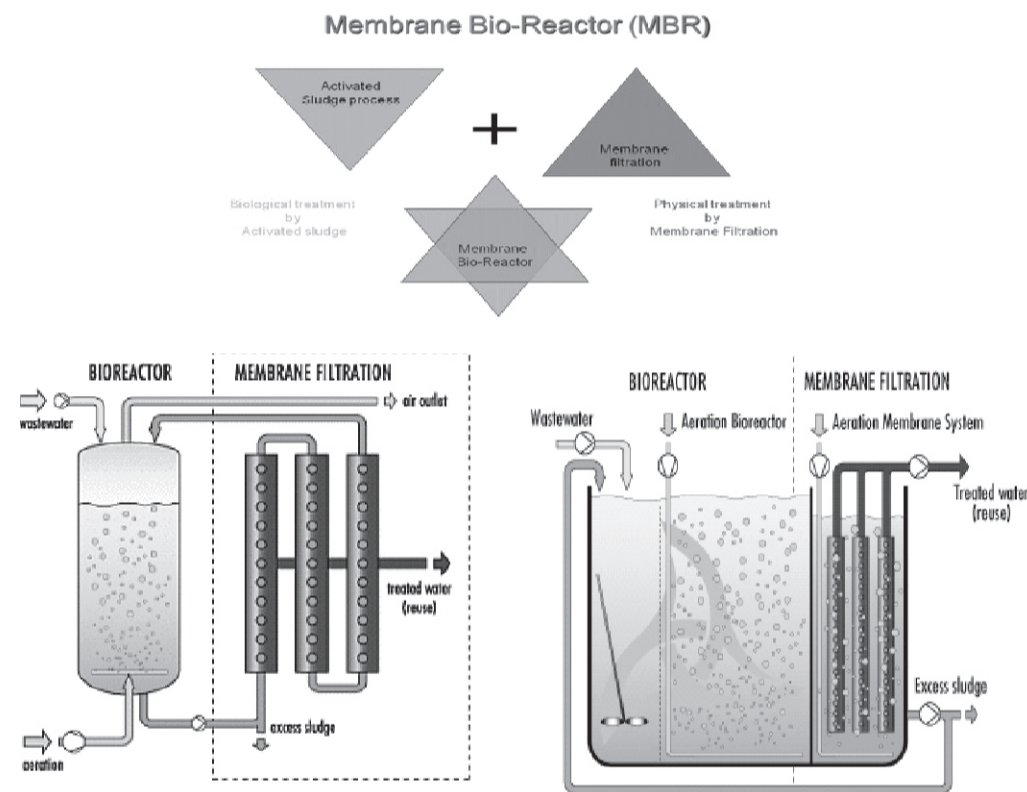 Membrane Bio-Reactor (MBR)
Activated
Sludge process
Membrane
filtration
Biological treatment
by
Activated sludge
Physical treatment
by
Membrane Filtration
Membrane
Bio-Reactor
BIOREACTOR
MEMBRANE FILTRATION
wastewater
air outlet
treated water
(reuse)
excess sludge
aeration
BIOREACTOR
MEMBRANE FILTRATION
Wastewater
Aeration Bioreactor
Aeration Membrane System
Treated water
(reuse)
Excess sludge